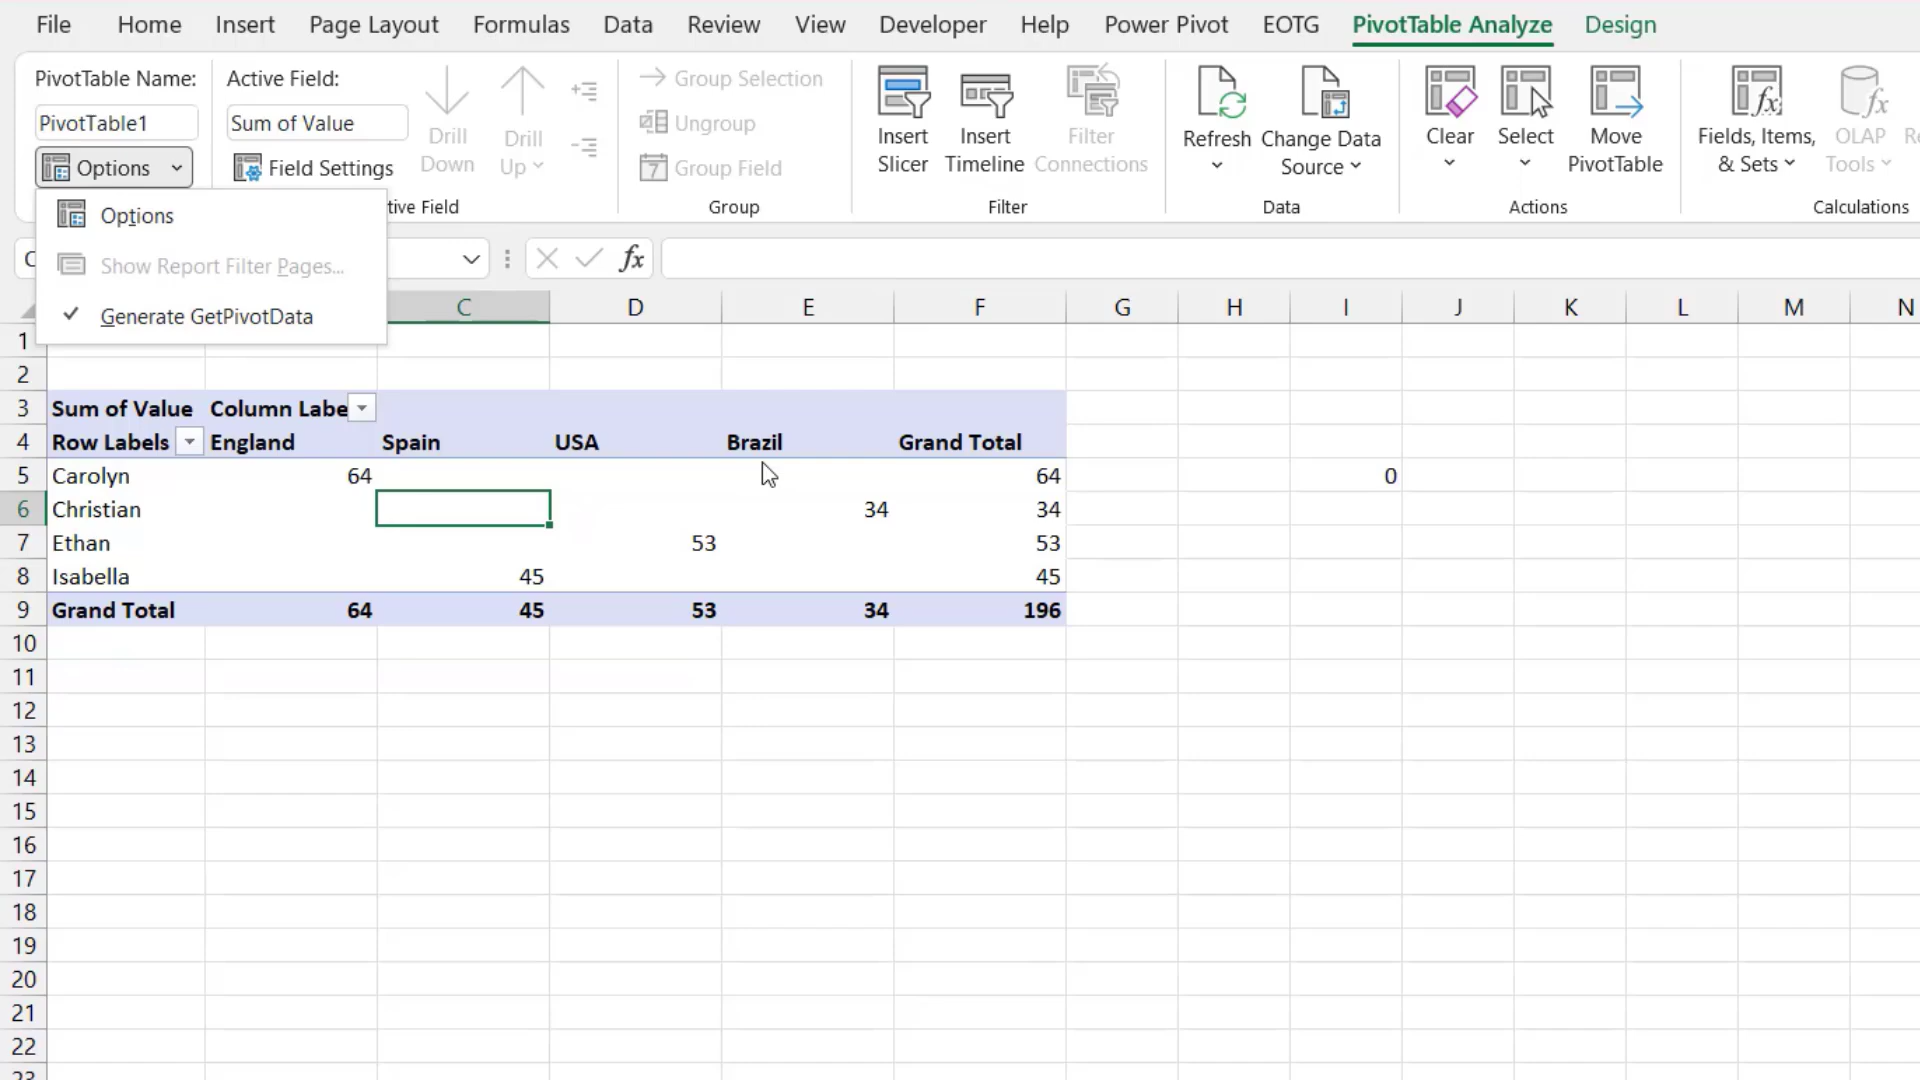 File Home Insert Page Layout Formulas Data Review View Developer Help Power Pivot EOTG PivotTable Analyze Design
PivotTable Name: Active Field:
PivotTable1 Sum of Value
Options Field Settings
Drill Down
Drill Up
tive Field
Group Selection
Ungroup
7 Group Field
Group
Insert Slicer
Insert Timeline
Filter Connections
Filter
Refresh
Change Data Source
Data
Clear
Select
Move PivotTable
Actions
Fields, Items, & Sets
OLAP Tools
Calculations
Options
Show Report Filter Pages...
Generate GetPivotData
fx
C D E F G H I J K L M N
1
2
3 Sum of Value Column Labe
4 Row Labels England Spain USA Brazil Grand Total
5 Carolyn 64 64 0
6 Christian 34 34
7 Ethan 53 53
8 Isabella 45 45
9 Grand Total 64 45 53 34 196
10
11
12
13
14
15
16
17
18
19
20
21
22
23